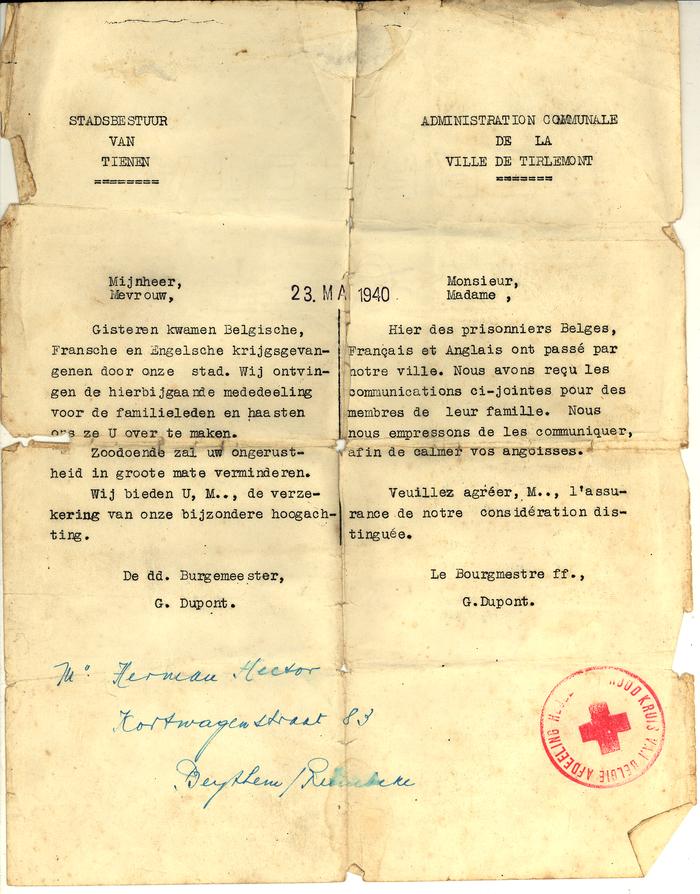 STADSBESTUUR
VAN
TIENEN
ADMINISTRATION COMMUNALE
DE LA
VILLE DE TIRLEMONT
23. MAI 1940
Mijnheer,
Mevrouw,
Gisteren kwamen Belgische,
Fransche en Engelsche krijgsgevan-
genen door onze stad. Wij ontvin-
gen de hierbijgaande mededeeling
voor de familieleden en haasten
ons ze U over te maken.
Zoodoende zal uw ongerust-
heid in groote mate verminderen.
Wij bieden U, M.., de verze-
kering van onze bijzondere hoogach-
ting.
De dd. Burgemeester,
G. Dupont.
Monsieur,
Madame ,
Hier des prisonniers Belges,
Français et Anglais ont passé par
notre ville. Nous avons reçu les
communications ci-jointes pour des
membres de leur famille. Nous
nous empressons de les communiquer,
afin de calmer vos angoisses.
Veuillez agréer, M.., l'assu-
rance de notre considération dis-
tinguée.
Le Bourgmestre ff.,
G.Dupont.
Mr Herman Hector
Kortwagenstraat 83
Beythem /
ROOD KRUIS VAN BELGIE AFDEELING